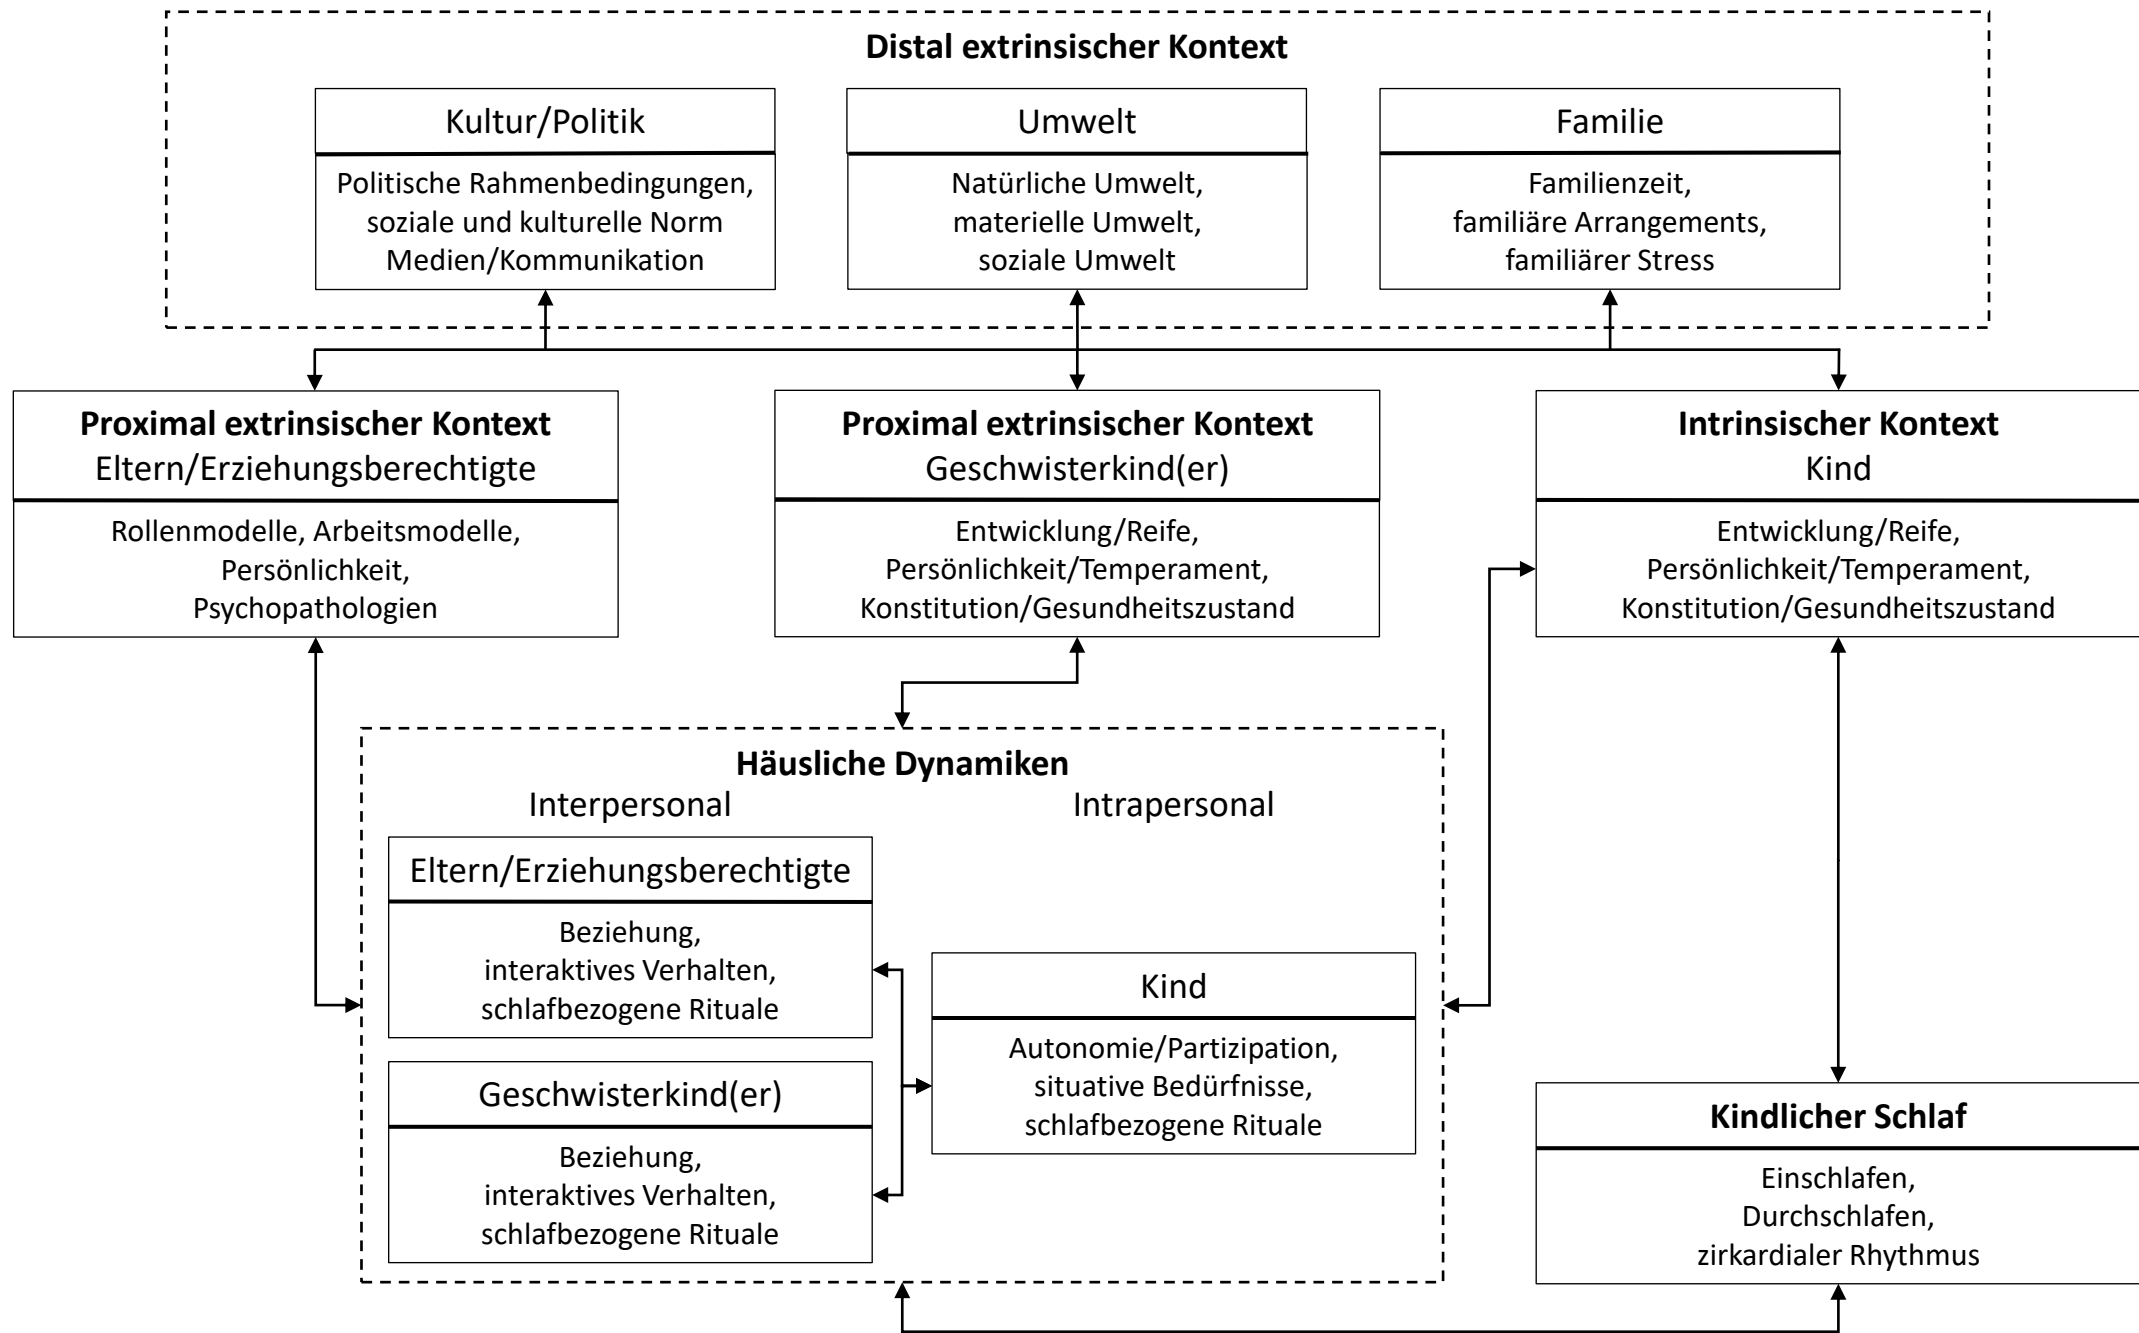 Distal extrinsischer Kontext
Kultur/Politik
Politische Rahmenbedingungen,
soziale und kulturelle Norm
Medien/Kommunikation
Umwelt
Natürliche Umwelt,
materielle Umwelt,
soziale Umwelt
Familie
Familienzeit,
familiäre Arrangements,
familiärer Stress
Proximal extrinsischer Kontext
Eltern/Erziehungsberechtigte
Rollenmodelle, Arbeitsmodelle,
Persönlichkeit,
Psychopathologien
Proximal extrinsischer Kontext
Geschwisterkind(er)
Entwicklung/Reife,
Persönlichkeit/Temperament,
Konstitution/Gesundheitszustand
Intrinsischer Kontext
Kind
Entwicklung/Reife,
Persönlichkeit/Temperament,
Konstitution/Gesundheitszustand
Häusliche Dynamiken
Interpersonal
Intrapersonal
Eltern/Erziehungsberechtigte
Beziehung,
interaktives Verhalten,
schlafbezogene Rituale
Geschwisterkind(er)
Beziehung,
interaktives Verhalten,
schlafbezogene Rituale
Kind
Autonomie/Partizipation,
situative Bedürfnisse,
schlafbezogene Rituale
Kindlicher Schlaf
Einschlafen,
Durchschlafen,
zirkardialer Rhythmus